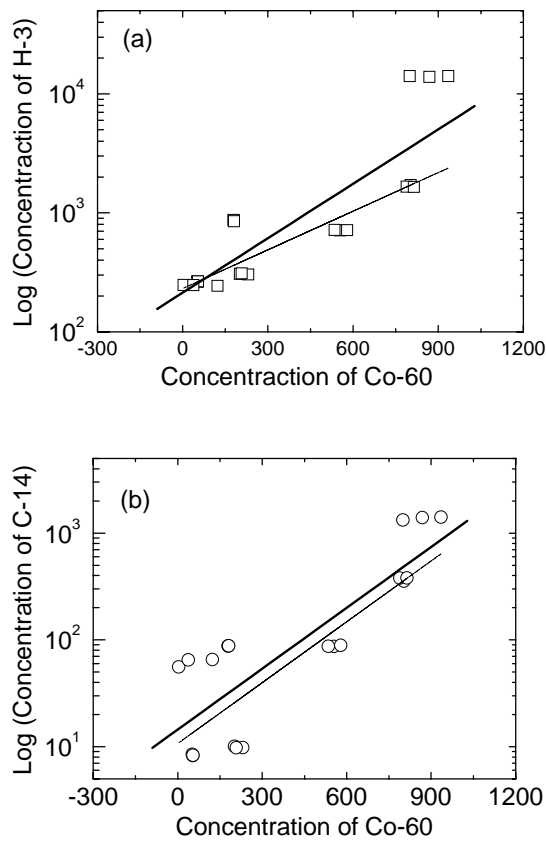 (a)
Log (Concentraction of H-3)
10^4
10^3
10^2
-300 0 300 600 900 1200
Concentraction of Co-60
(b)
Log (Concentration of C-14)
10^3
10^2
10^1
-300 0 300 600 900 1200
Concentration of Co-60